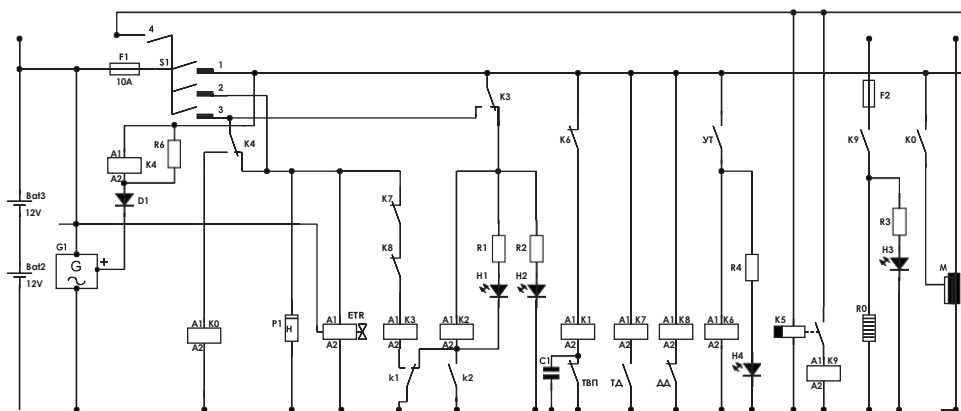 4
F1
S1
1
10A
2
K3
F2
3
R6
K4
K6
УТ
K9
K0
A1
K4
A2
Bat3
D1
K7
12V
R3
G1
K8
R1
R2
H3
G
+
R4
Bat2
H1
H2
M
12V
ETR
R0
P1
H
K5
A1 K0
A1
A1 K3
A1 K2
A1 K1
A1 K7
A1 K8
A1 K6
A2
A2
A2
A2
A2
A2
A2
A2
H4
C1
A1 K9
k1
k2
ТВП
ТД
ДД
A2